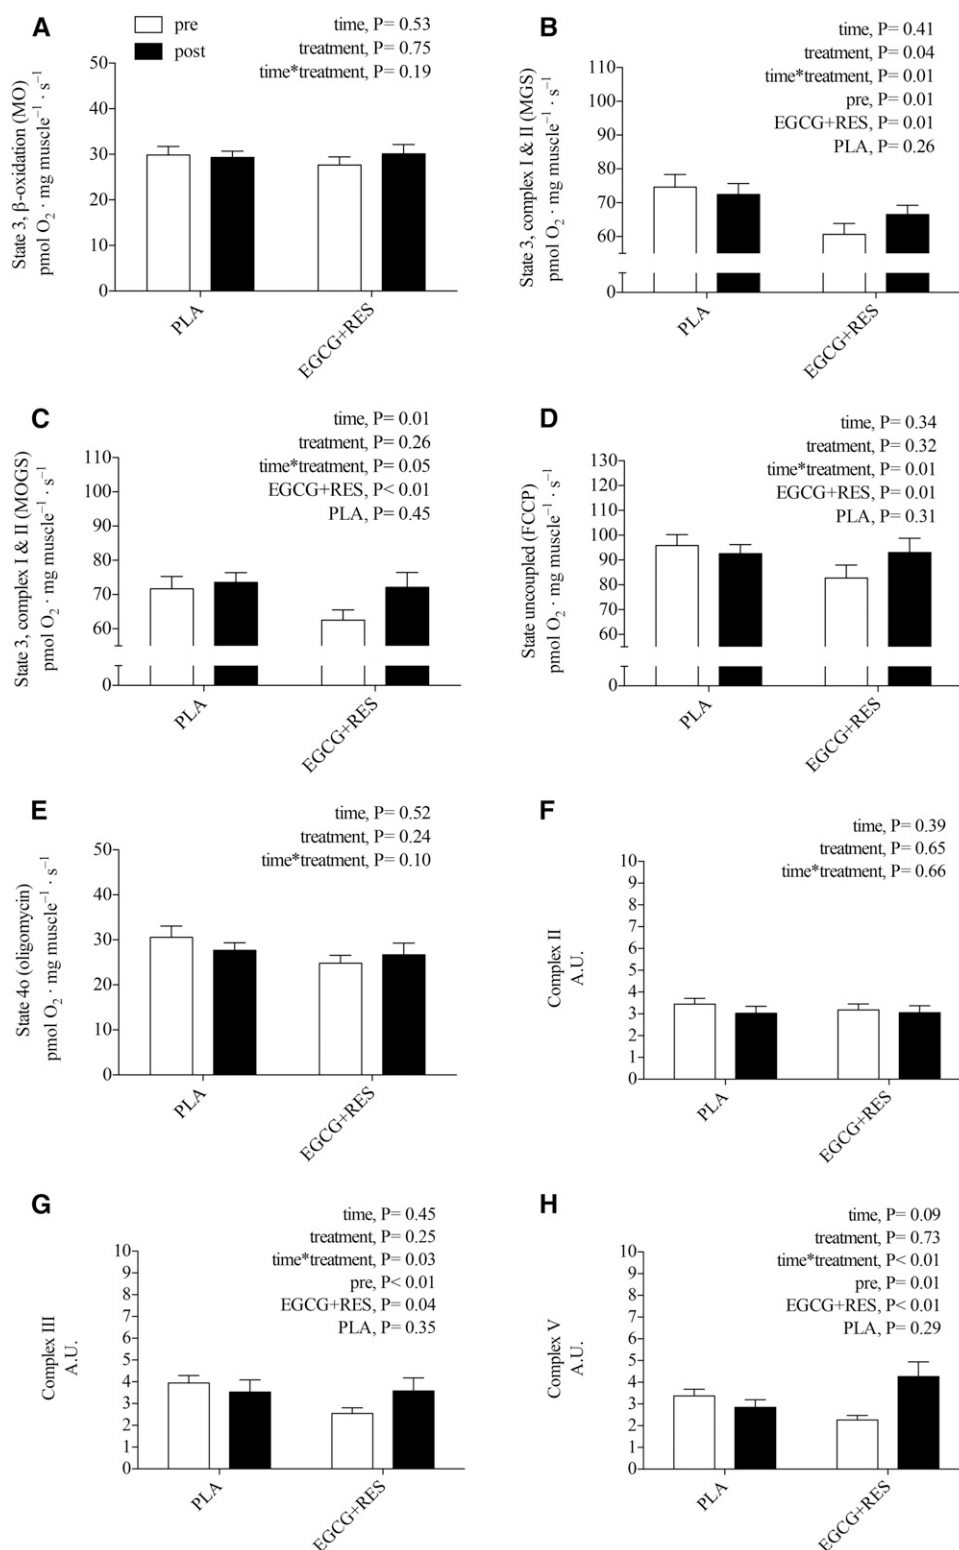 A
pre
post
time, P= 0.53
treatment, P= 0.75
time*treatment, P= 0.19
State 3, β-oxidation (MO)
pmol O₂ · mg muscle⁻¹ · s⁻¹
50
40
30
20
10
0
PLA
EGCG+RES
B
time, P= 0.41
treatment, P= 0.04
time*treatment, P= 0.01
pre, P= 0.01
EGCG+RES, P= 0.01
PLA, P= 0.26
State 3, complex I & II (MGS)
pmol O₂ · mg muscle⁻¹ · s⁻¹
110
100
90
80
70
60
0
PLA
EGCG+RES
C
time, P= 0.01
treatment, P= 0.26
time*treatment, P= 0.05
EGCG+RES, P< 0.01
PLA, P= 0.45
State 3, complex I & II (MOGS)
pmol O₂ · mg muscle⁻¹ · s⁻¹
110
100
90
80
70
60
0
PLA
EGCG+RES
D
time, P= 0.34
treatment, P= 0.32
time*treatment, P= 0.01
EGCG+RES, P= 0.01
PLA, P= 0.31
State uncoupled (FCCP)
pmol O₂ · mg muscle⁻¹ · s⁻¹
130
120
110
100
90
80
70
60
0
PLA
EGCG+RES
E
time, P= 0.52
treatment, P= 0.24
time*treatment, P= 0.10
State 4o (oligomycin)
pmol O₂ · mg muscle⁻¹ · s⁻¹
50
40
30
20
10
0
PLA
EGCG+RES
F
time, P= 0.39
treatment, P= 0.65
time*treatment, P= 0.66
Complex II
A.U.
10
9
8
7
6
5
4
3
2
1
0
PLA
EGCG+RES
G
time, P= 0.45
treatment, P= 0.25
time*treatment, P= 0.03
pre, P< 0.01
EGCG+RES, P= 0.04
PLA, P= 0.35
Complex III
A.U.
10
9
8
7
6
5
4
3
2
1
0
PLA
EGCG+RES
H
time, P= 0.09
treatment, P= 0.73
time*treatment, P< 0.01
pre, P= 0.01
EGCG+RES, P< 0.01
PLA, P= 0.29
Complex V
A.U.
10
9
8
7
6
5
4
3
2
1
0
PLA
EGCG+RES